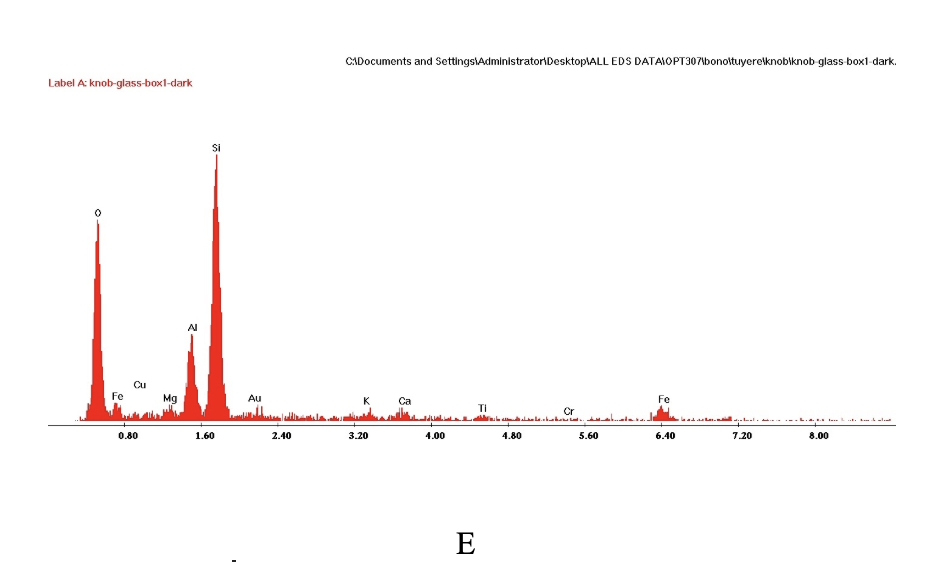 C:\Documents and Settings\Administrator\Desktop\ALL EDS DATA\OPT307\bono\tuyere\knob\knob-glass-box1-dark.
Label A: knob-glass-box1-dark
Si
O
Al
Cu
Fe Mg Au K Ca Ti Cr Fe
0.80 1.60 2.40 3.20 4.00 4.80 5.60 6.40 7.20 8.00
E